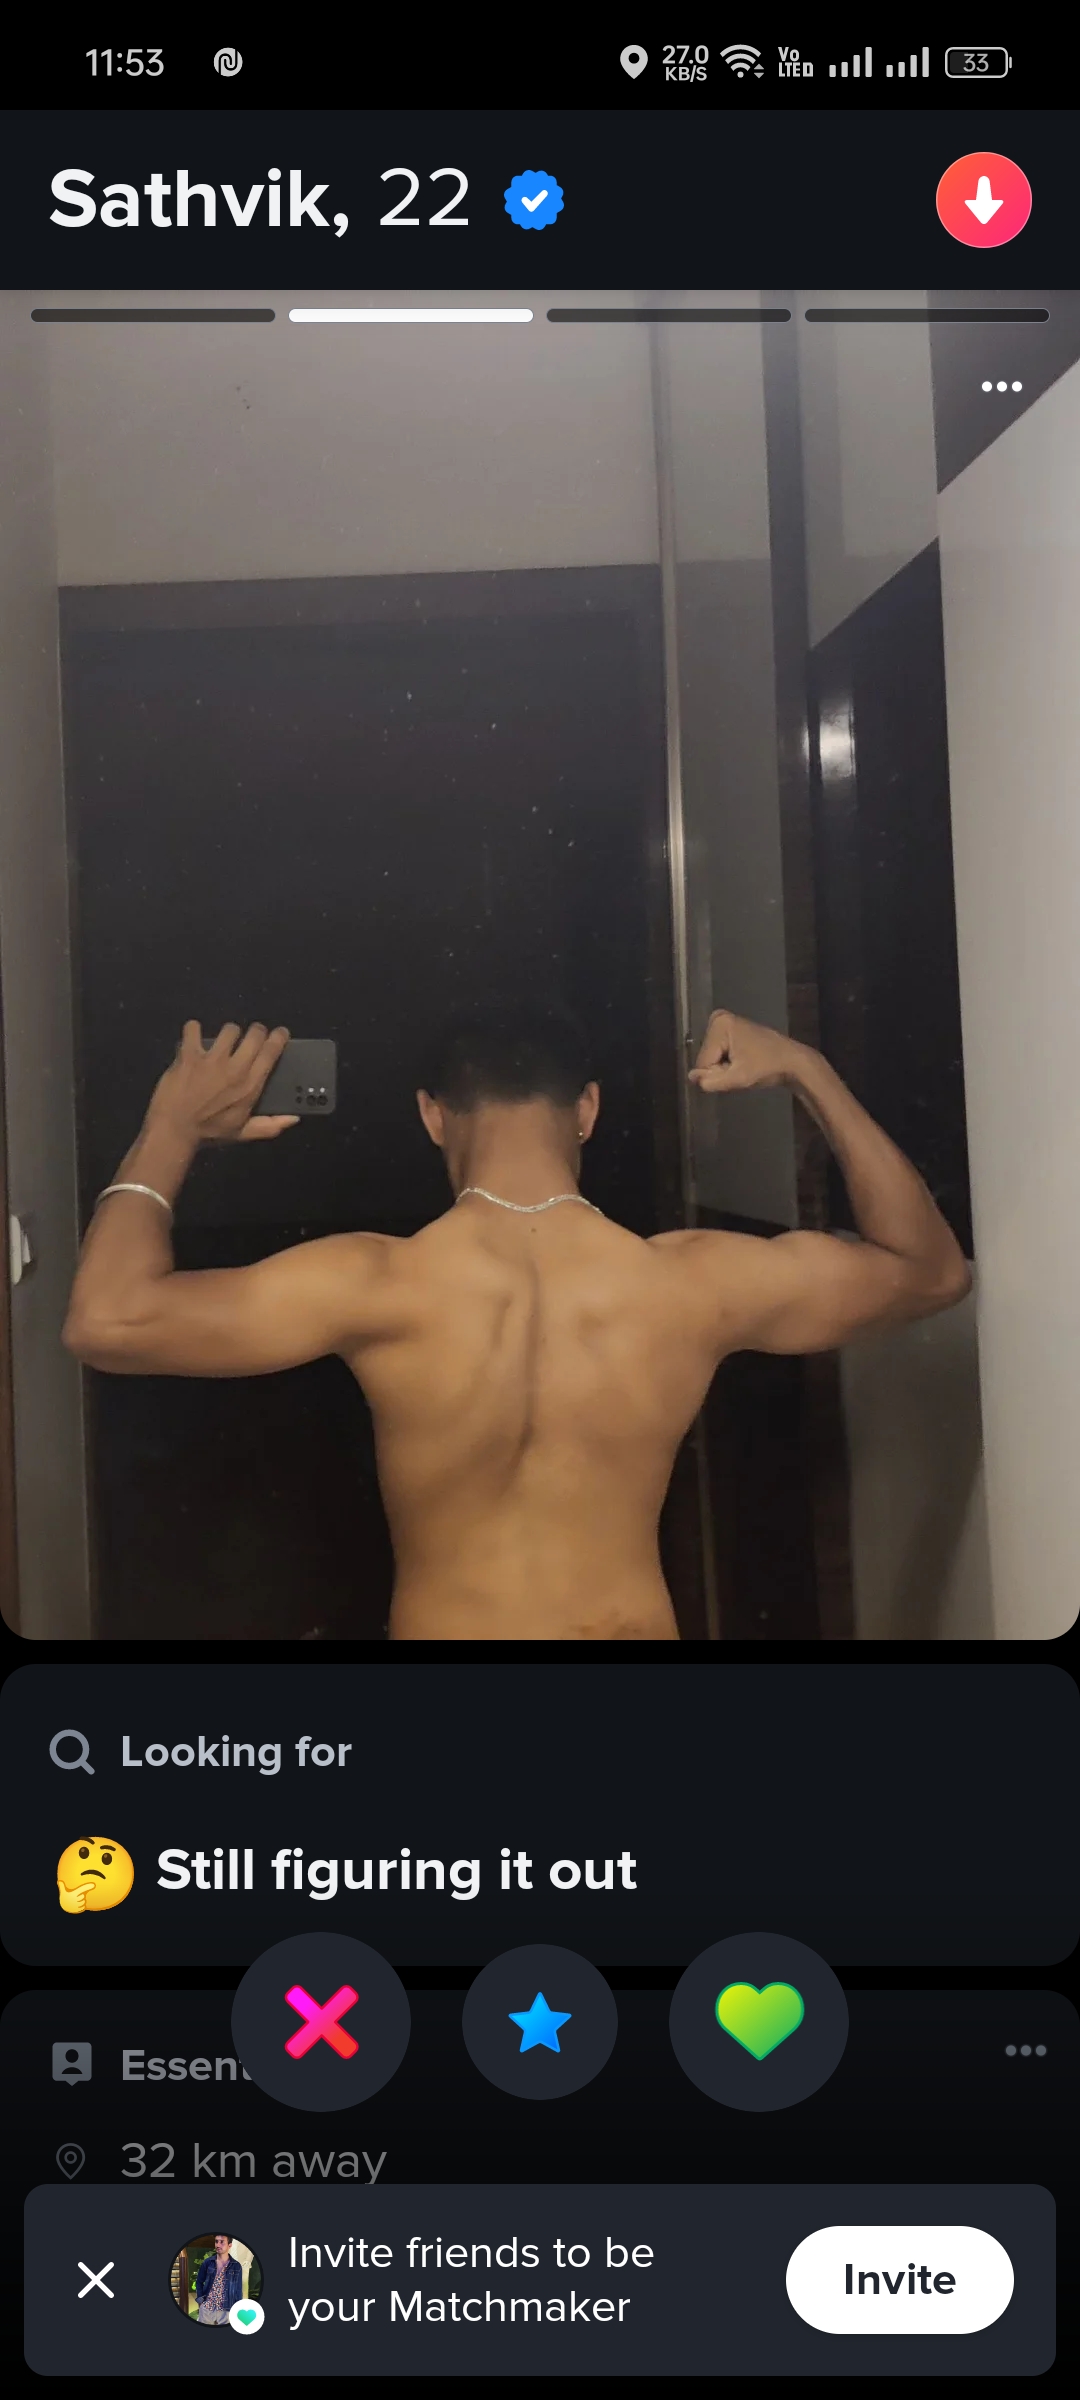 11:53
27.0
KB/S
Vo
LTE D
33
Sathvik, 22
Looking for
🤔 Still figuring it out
32 km away
Invite friends to be
your Matchmaker
Invite